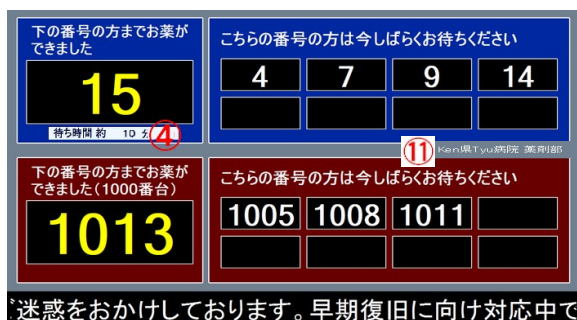 下の番号の方までお薬が
できました
15
待ち時間 約 10 分
④
こちらの番号の方は今しばらくお待ちください
4 7 9 14
⑪
Ken県Tyu病院 薬剤部
下の番号の方までお薬が
できました(1000番台)
1013
こちらの番号の方は今しばらくお待ちください
1005 1008 1011
迷惑をおかけしております。早期復旧に向け対応中で